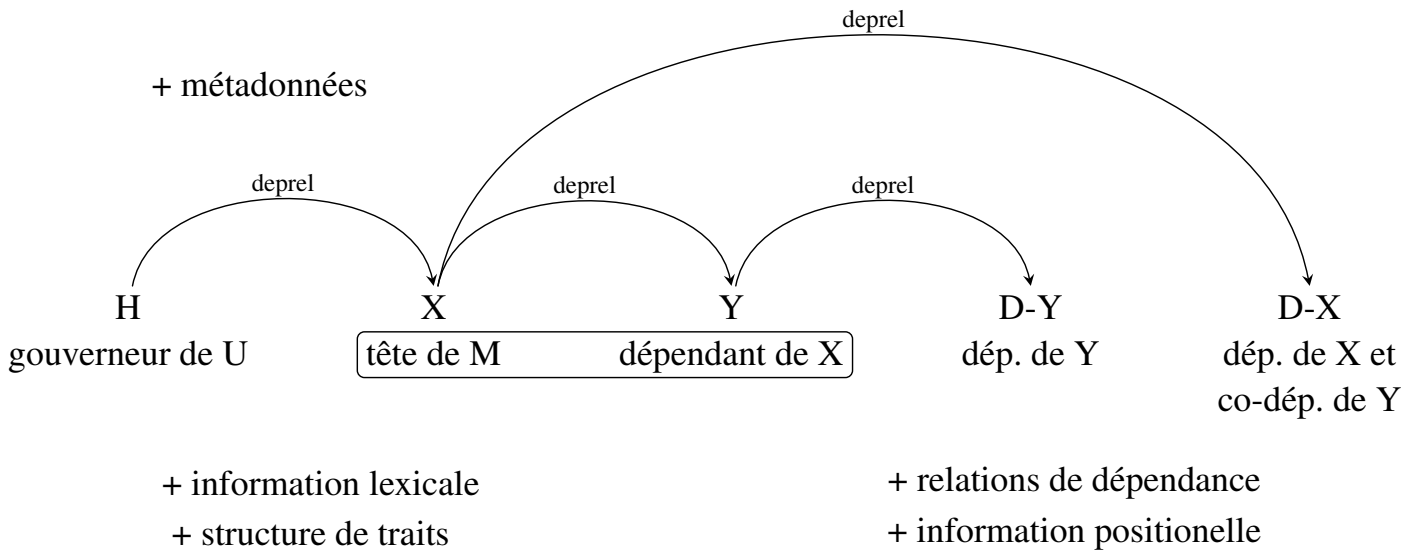 deprel
+ métadonnées
deprel deprel deprel
H X Y D-Y D-X
gouverneur de U tête de M dépendant de X dép. de Y dép. de X et
co-dép. de Y
+ information lexicale + relations de dépendance
+ structure de traits + information positionelle